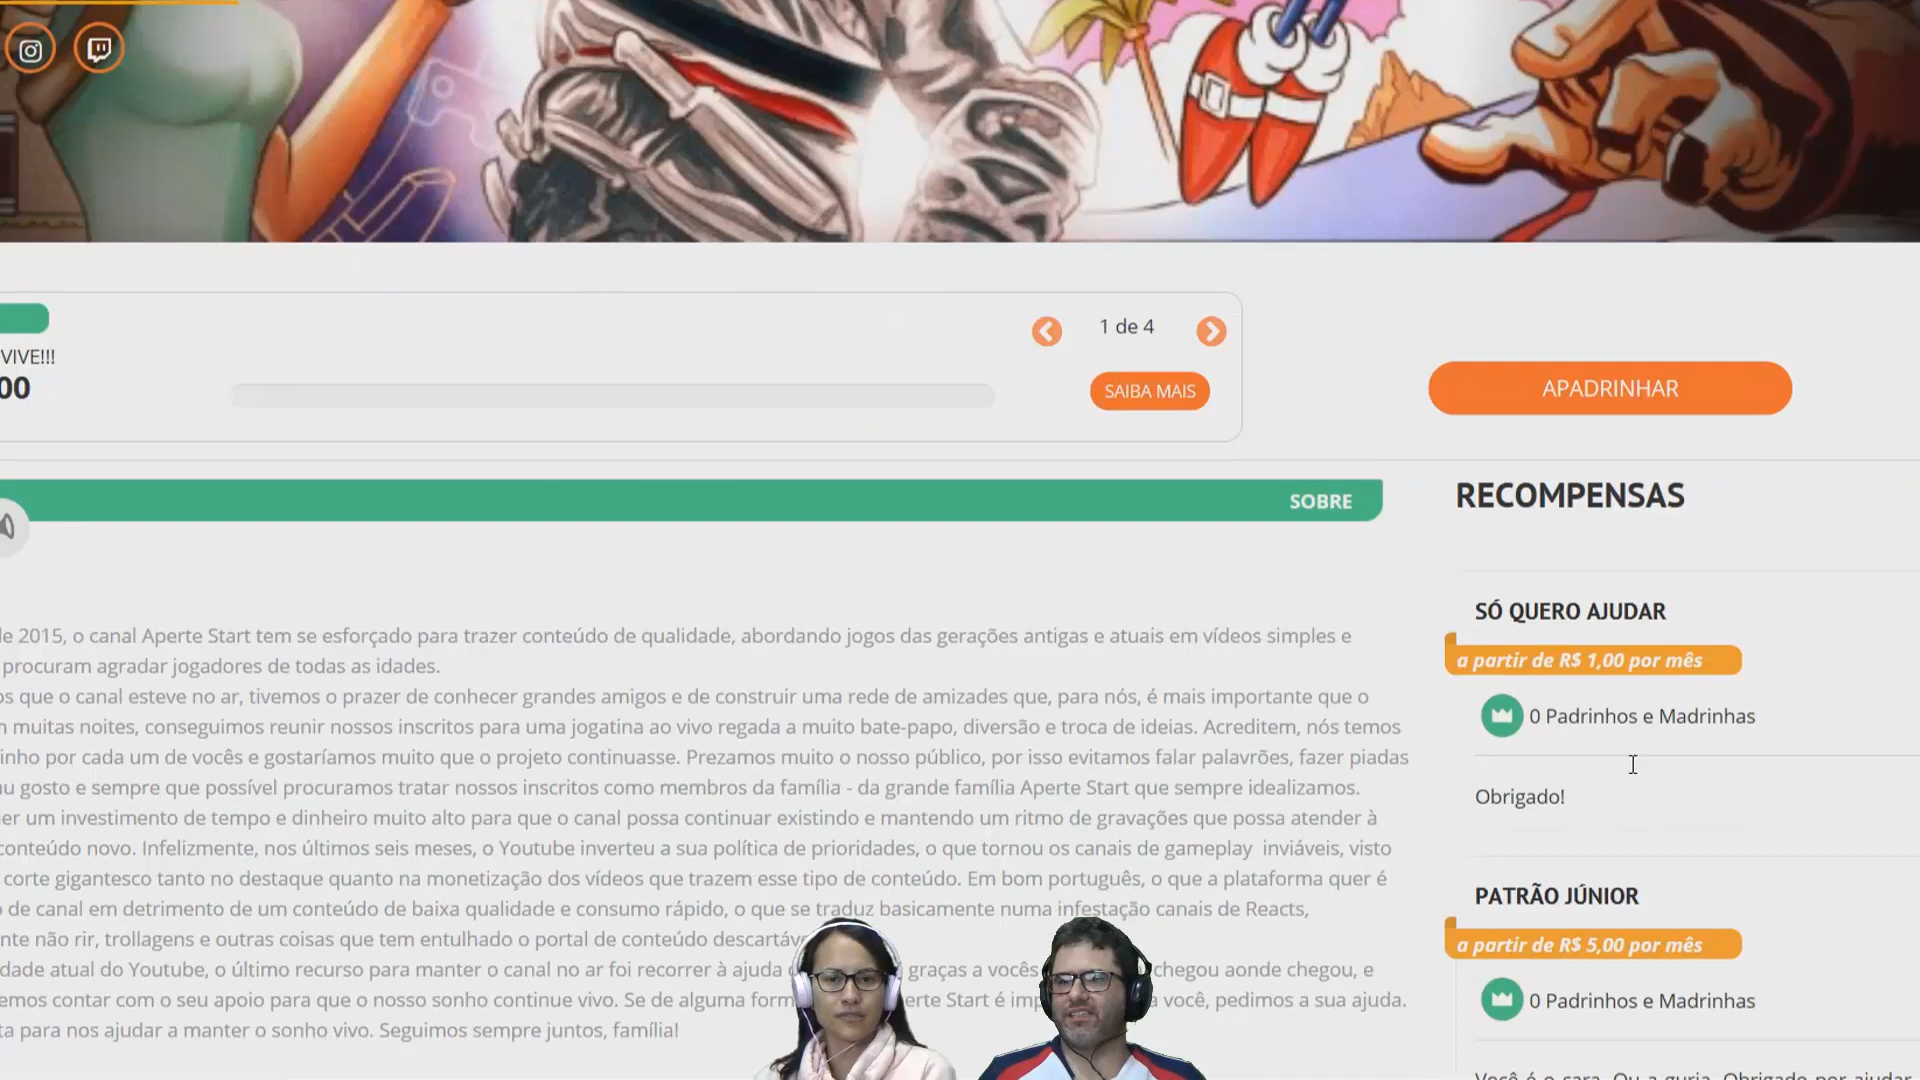 VIVE!!!
00
1 de 4
SAIBA MAIS
APADRINHAR
SOBRE
RECOMPENSAS
de 2015, o canal Aperte Start tem se esforçado para trazer conteúdo de qualidade, abordando jogos das gerações antigas e atuais em vídeos simples e
procuram agradar jogadores de todas as idades.
os que o canal esteve no ar, tivemos o prazer de conhecer grandes amigos e de construir uma rede de amizades que, para nós, é mais importante que o
m muitas noites, conseguimos reunir nossos inscritos para uma jogatina ao vivo regada a muito bate-papo, diversão e troca de ideias. Acreditem, nós temos
inho por cada um de vocês e gostaríamos muito que o projeto continuasse. Prezamos muito o nosso público, por isso evitamos falar palavrões, fazer piadas
u gosto e sempre que possível procuramos tratar nossos inscritos como membros da família - da grande família Aperte Start que sempre idealizamos.
er um investimento de tempo e dinheiro muito alto para que o canal possa continuar existindo e mantendo um ritmo de gravações que possa atender à
conteúdo novo. Infelizmente, nos últimos seis meses, o Youtube inverteu a sua política de prioridades, o que tornou os canais de gameplay inviáveis, visto
corte gigantesco tanto no destaque quanto na monetização dos vídeos que trazem esse tipo de conteúdo. Em bom português, o que a plataforma quer é
o de canal em detrimento de um conteúdo de baixa qualidade e consumo rápido, o que se traduz basicamente numa infestação canais de Reacts,
nte não rir, trollagens e outras coisas que tem entulhado o portal de conteúdo descartáv
dade atual do Youtube, o último recurso para manter o canal no ar foi recorrer à ajuda graças a vocês chegou aonde chegou, e
emos contar com o seu apoio para que o nosso sonho continue vivo. Se de alguma form erte Start é imp a você, pedimos a sua ajuda.
ta para nos ajudar a manter o sonho vivo. Seguimos sempre juntos, família!
SÓ QUERO AJUDAR
a partir de R$ 1,00 por mês
0 Padrinhos e Madrinhas
Obrigado!
PATRÃO JÚNIOR
a partir de R$ 5,00 por mês
0 Padrinhos e Madrinhas
Você é o cara. Ou a guria. Obrigado por ajudar